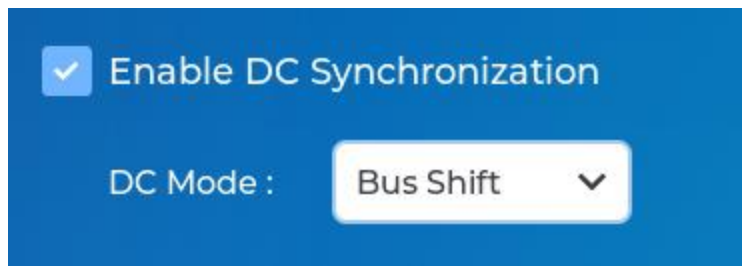 Enable DC Synchronization
DC Mode :
Bus Shift